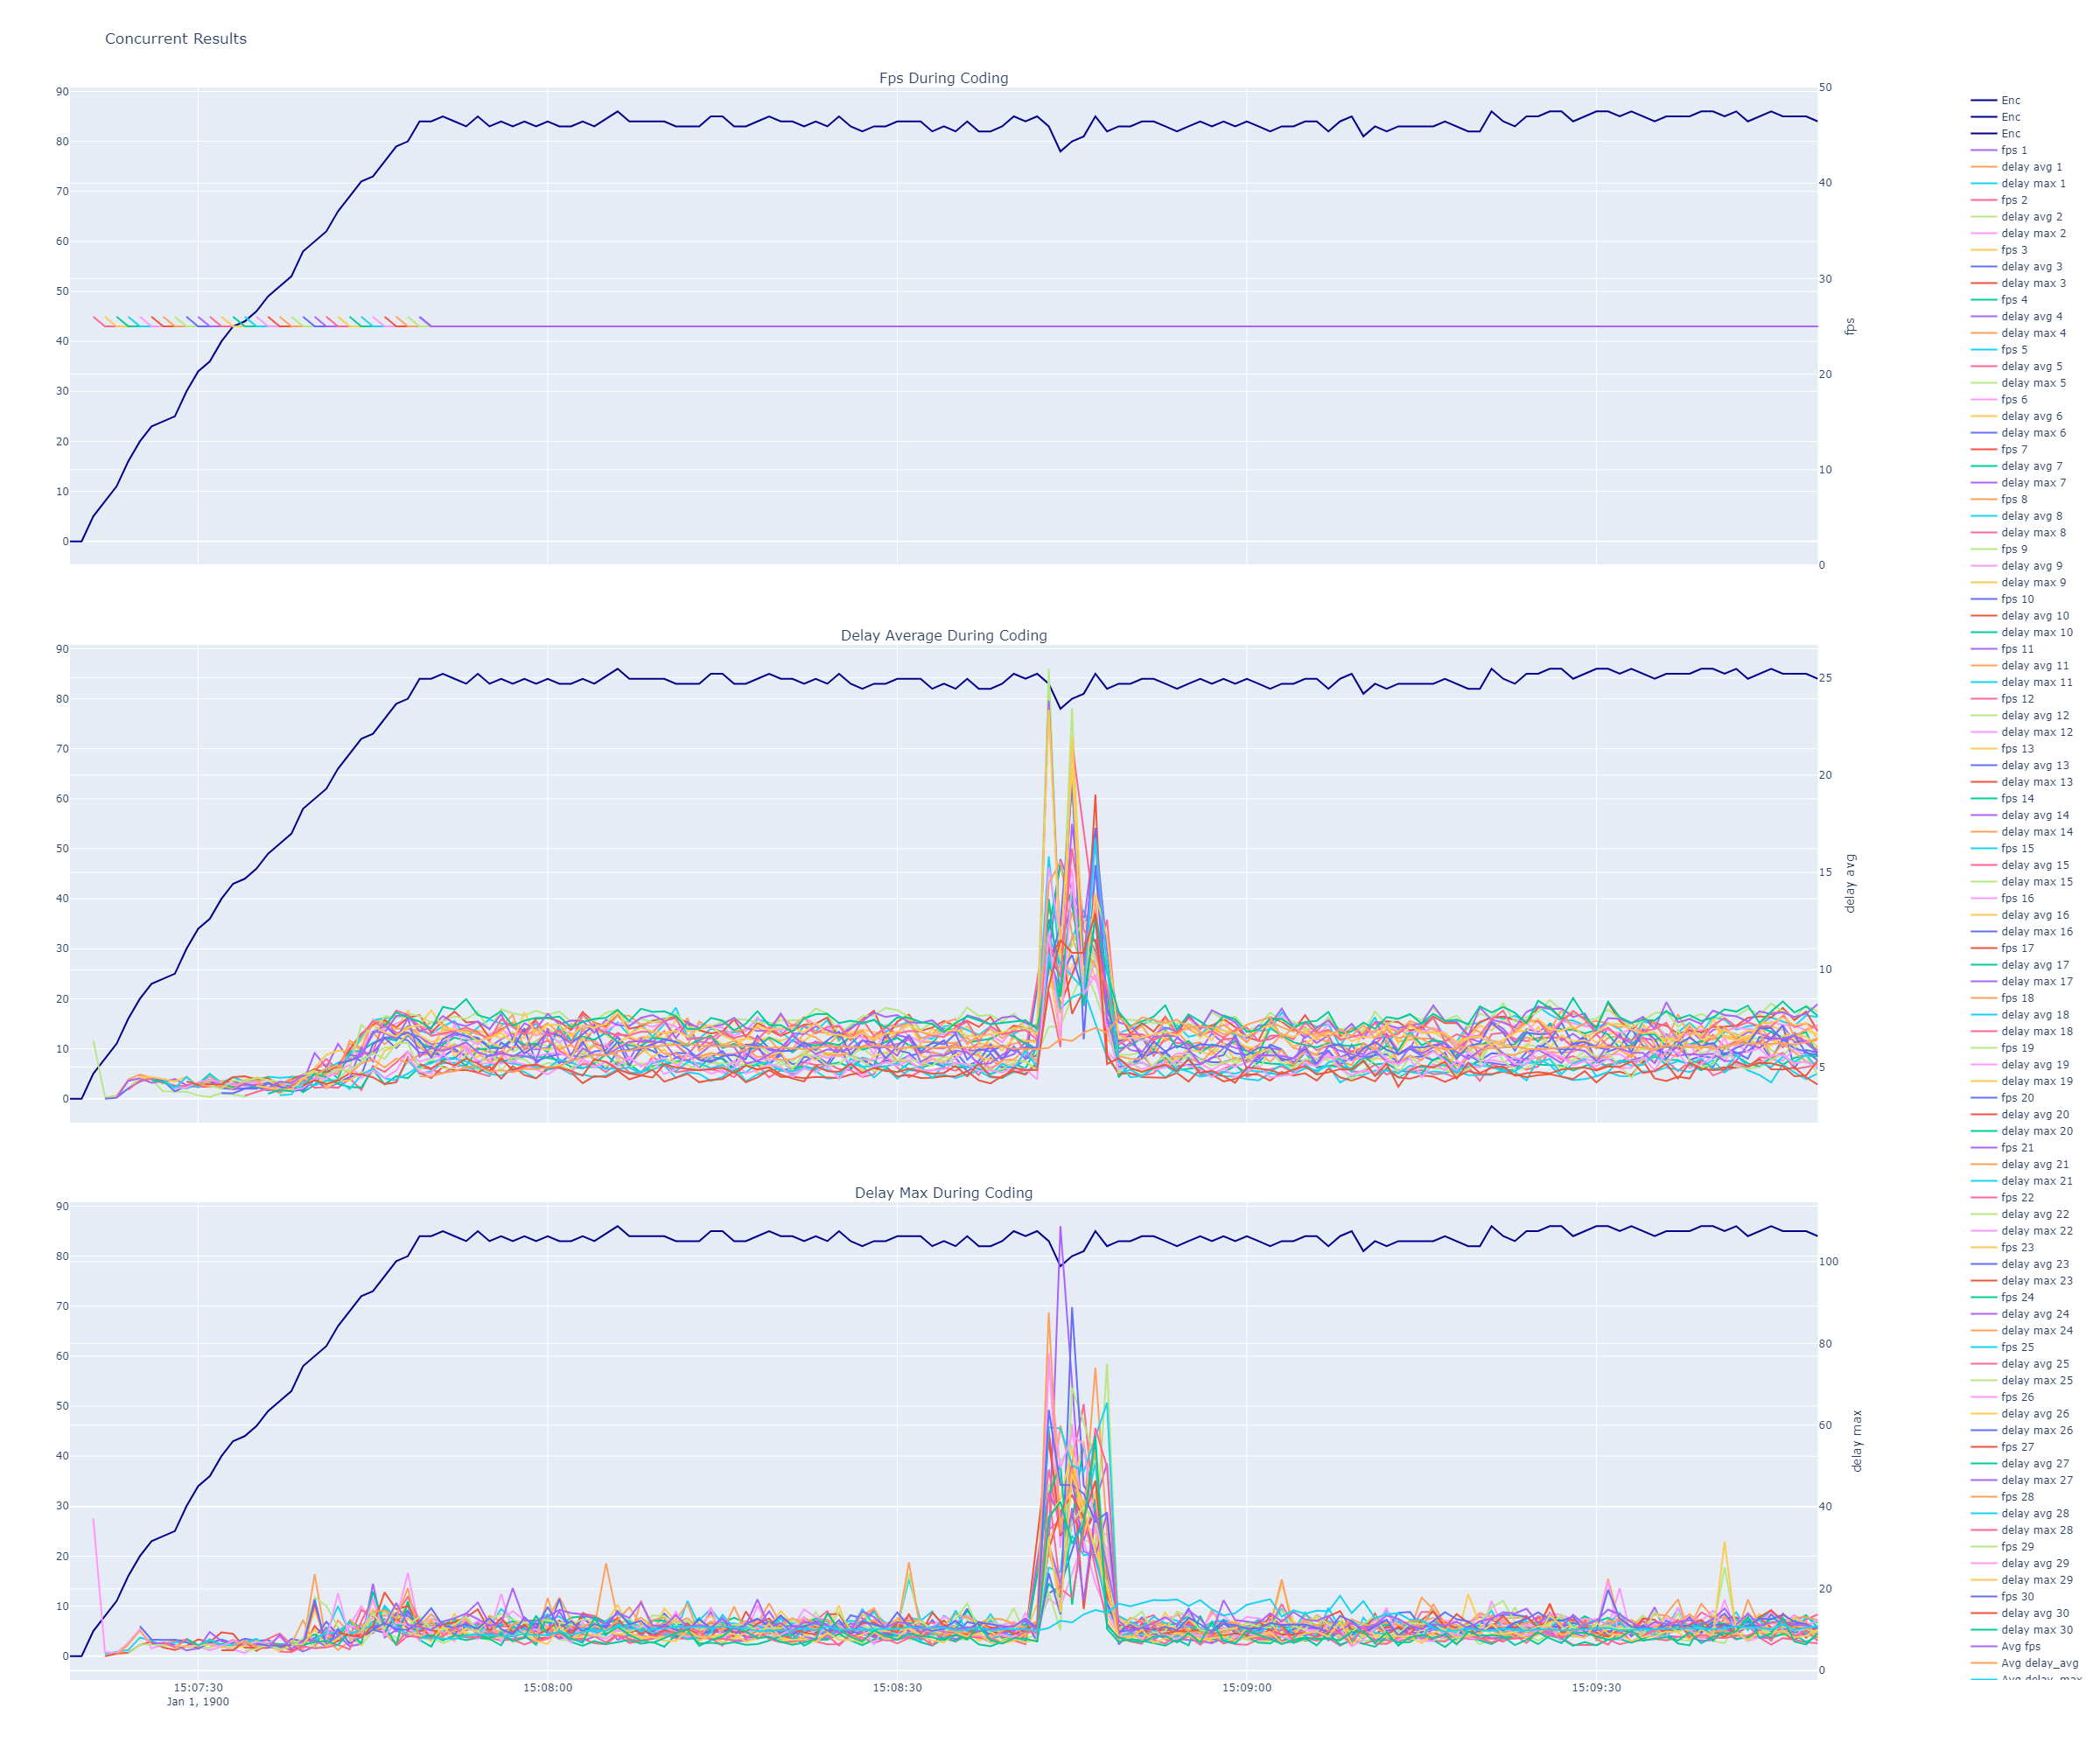 Concurrent Results
Fps During Coding
90
80
70
60
50
40
30
20
10
0
50
40
30
20
10
0
fps
Delay Average During Coding
90
80
70
60
50
40
30
20
10
0
25
20
15
10
5
delay avg
Delay Max During Coding
90
80
70
60
50
40
30
20
10
0
100
80
60
40
20
0
delay max
15:07:30
Jan 1, 1900
15:08:00
15:08:30
15:09:00
15:09:30
Enc
Enc
Enc
fps 1
delay avg 1
delay max 1
fps 2
delay avg 2
delay max 2
fps 3
delay avg 3
delay max 3
fps 4
delay avg 4
delay max 4
fps 5
delay avg 5
delay max 5
fps 6
delay avg 6
delay max 6
fps 7
delay avg 7
delay max 7
fps 8
delay avg 8
delay max 8
fps 9
delay avg 9
delay max 9
fps 10
delay avg 10
delay max 10
fps 11
delay avg 11
delay max 11
fps 12
delay avg 12
delay max 12
fps 13
delay avg 13
delay max 13
fps 14
delay avg 14
delay max 14
fps 15
delay avg 15
delay max 15
fps 16
delay avg 16
delay max 16
fps 17
delay avg 17
delay max 17
fps 18
delay avg 18
delay max 18
fps 19
delay avg 19
delay max 19
fps 20
delay avg 20
delay max 20
fps 21
delay avg 21
delay max 21
fps 22
delay avg 22
delay max 22
fps 23
delay avg 23
delay max 23
fps 24
delay avg 24
delay max 24
fps 25
delay avg 25
delay max 25
fps 26
delay avg 26
delay max 26
fps 27
delay avg 27
delay max 27
fps 28
delay avg 28
delay max 28
fps 29
delay avg 29
delay max 29
fps 30
delay avg 30
delay max 30
Avg fps
Avg delay_avg
Avg delay_max